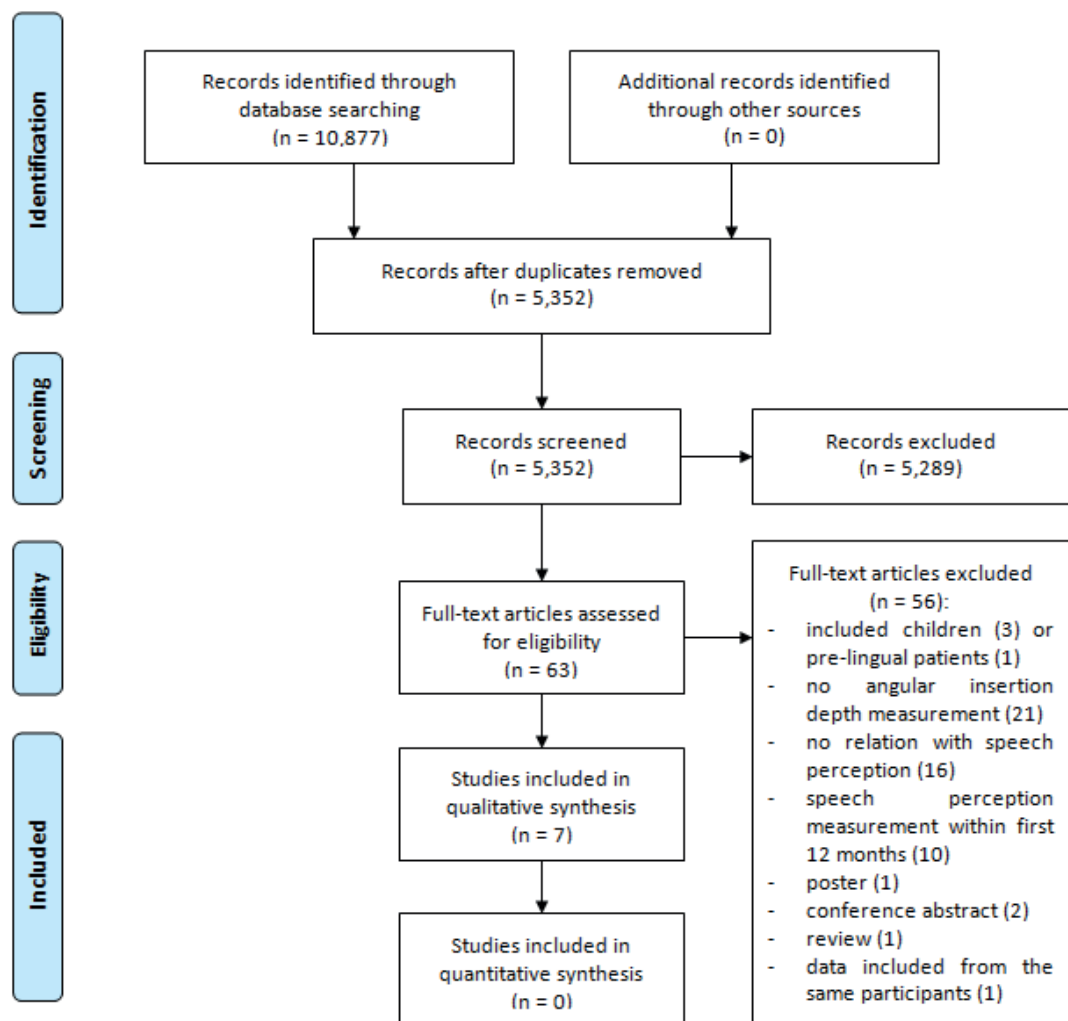 Identification
Records identified through
database searching
(n = 10,877)
Additional records identified
through other sources
(n = 0)
Records after duplicates removed
(n = 5,352)
Screening
Records screened
(n = 5,352)
Records excluded
(n = 5,289)
Eligibility
Full-text articles assessed
for eligibility
(n = 63)
Full-text articles excluded
(n = 56):
- included children (3) or
pre-lingual patients (1)
- no angular insertion
depth measurement (21)
- no relation with speech
perception (16)
- speech perception
measurement within first
12 months (10)
- poster (1)
- conference abstract (2)
- review (1)
- data included from the
same participants (1)
Included
Studies included in
qualitative synthesis
(n = 7)
Studies included in
quantitative synthesis
(n = 0)